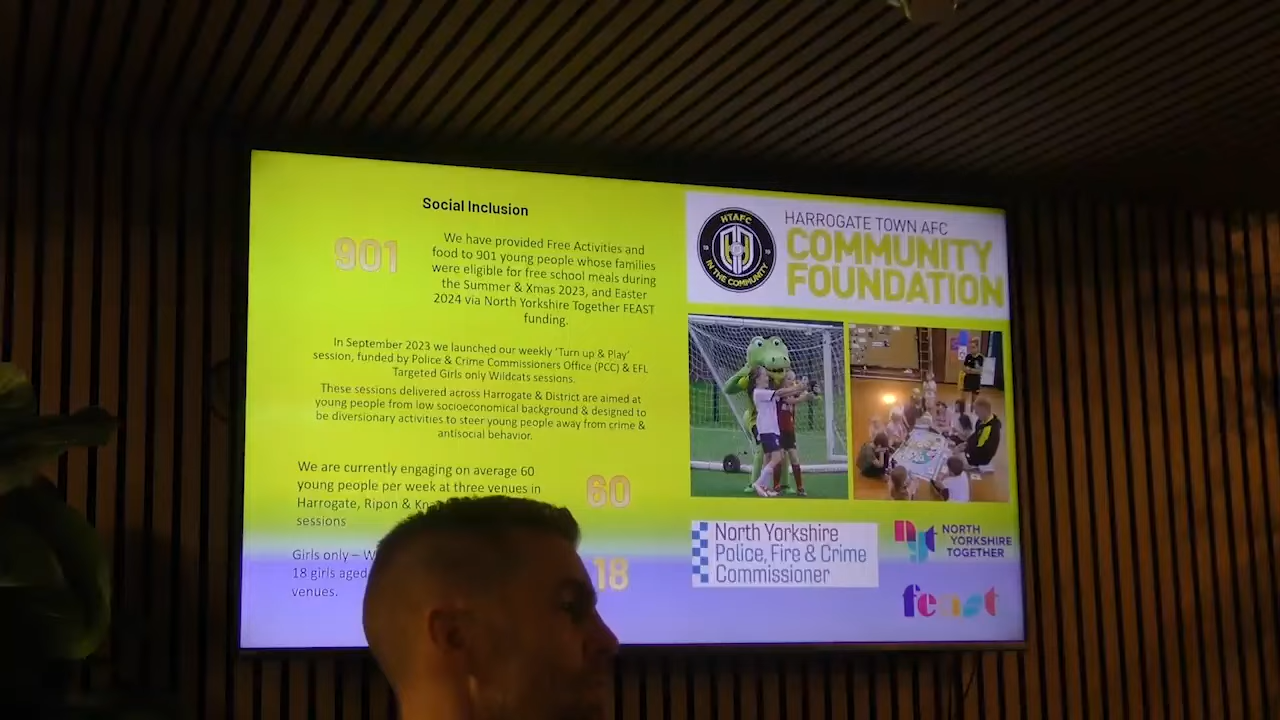 Social Inclusion
901
We have provided Free Activities and
food to 901 young people whose families
were eligible for free school meals during
the Summer & Xmas 2023, and Easter
2024 via North Yorkshire Together FEAST
funding.
In September 2023 we launched our weekly 'Turn up & Play'
session, funded by Police & Crime Commissioners Office (PCC) & EFL
Targeted Girls only Wildcats sessions.
These sessions delivered across Harrogate & District are aimed at
young people from low socioeconomical background & designed to
be diversionary activities to steer young people away from crime &
antisocial behavior.
We are currently engaging on average 60
young people per week at three venues in
Harrogate, Ripon &
sessions
60
Girls only –
18 girls aged
venues.
18
HTAFC
IN THE COMMUNITY
HARROGATE TOWN AFC
COMMUNITY
FOUNDATION
North Yorkshire
Police, Fire & Crime
Commissioner
nyt
NORTH
YORKSHIRE
TOGETHER
feast